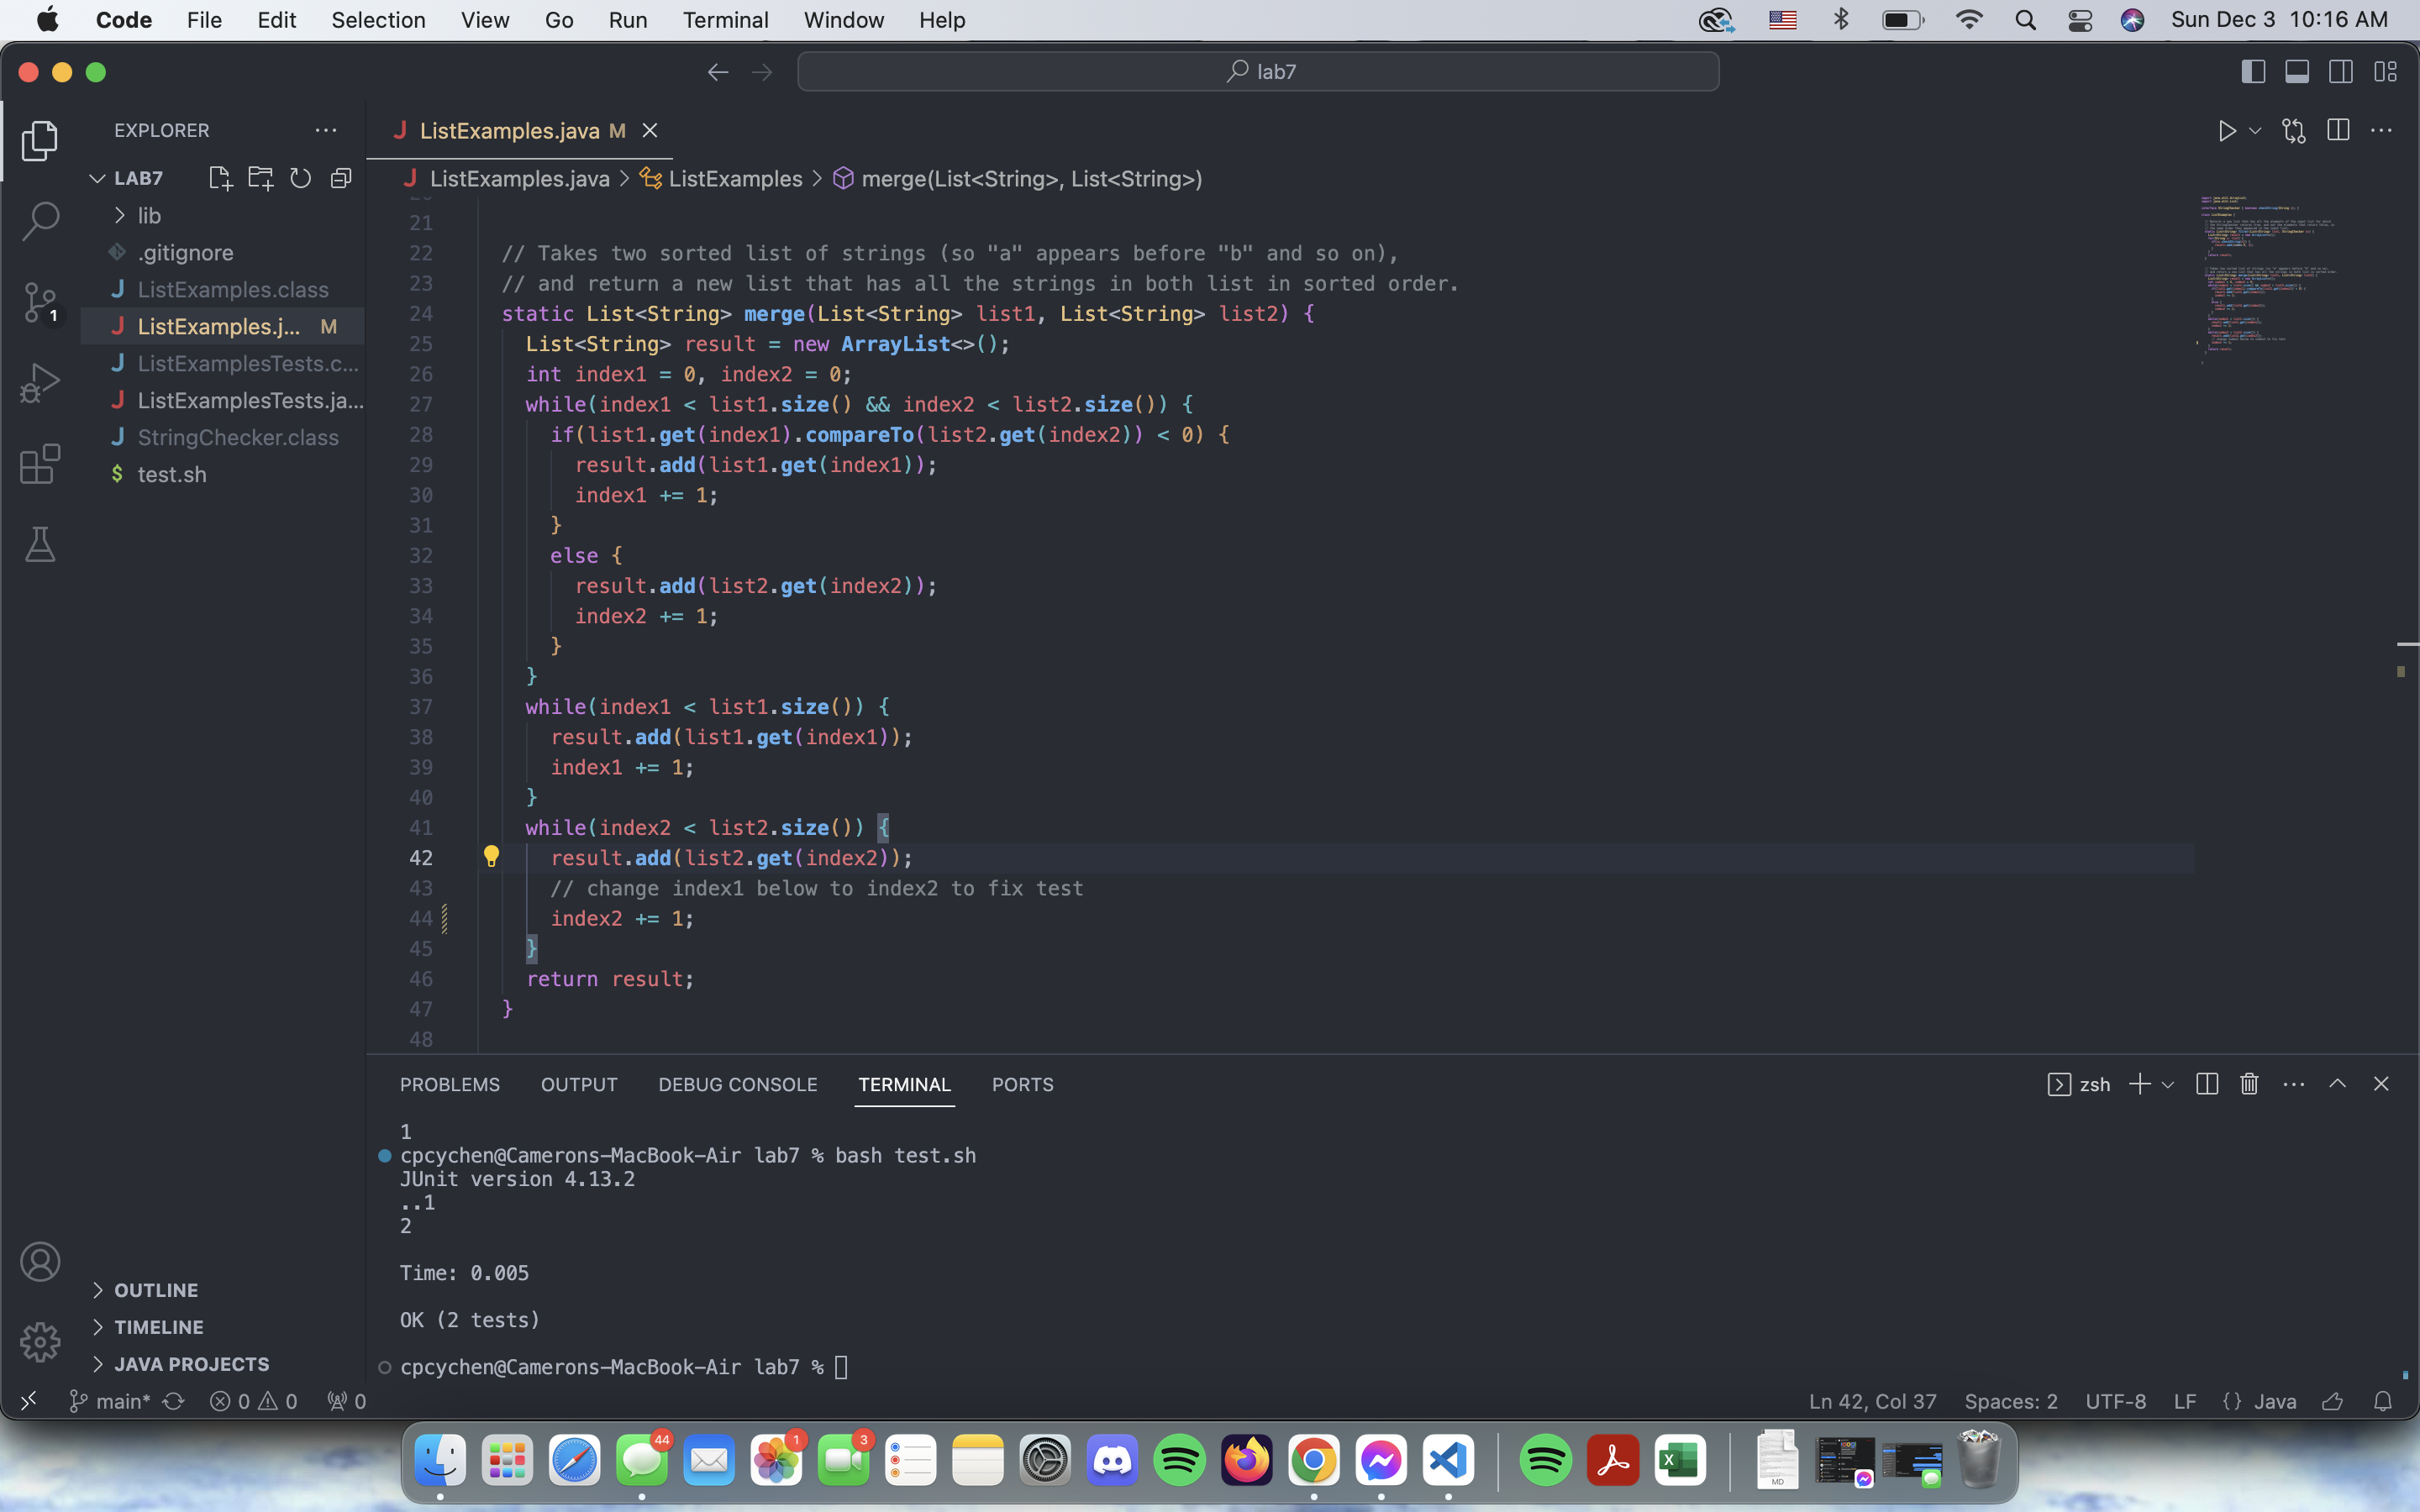 Code File Edit Selection View Go Run Terminal Window Help Sun Dec 3 10:16 AM
lab7
EXPLORER
ListExamples.java M
LAB7
ListExamples.java > ListExamples > merge(List<String>, List<String>)
lib
.gitignore
ListExamples.class
ListExamples.j... M
ListExamplesTests.c...
ListExamplesTests.ja...
StringChecker.class
$ test.sh
1
21
22 // Takes two sorted list of strings (so "a" appears before "b" and so on),
23 // and return a new list that has all the strings in both list in sorted order.
24 static List<String> merge(List<String> list1, List<String> list2) {
25 List<String> result = new ArrayList<>();
26 int index1 = 0, index2 = 0;
27 while(index1 < list1.size() && index2 < list2.size()) {
28 if(list1.get(index1).compareTo(list2.get(index2)) < 0) {
29 result.add(list1.get(index1));
30 index1 += 1;
31 }
32 else {
33 result.add(list2.get(index2));
34 index2 += 1;
35 }
36 }
37 while(index1 < list1.size()) {
38 result.add(list1.get(index1));
39 index1 += 1;
40 }
41 while(index2 < list2.size()) {
42 result.add(list2.get(index2));
43 // change index1 below to index2 to fix test
44 index2 += 1;
45 }
46 return result;
47 }
48
PROBLEMS OUTPUT DEBUG CONSOLE TERMINAL PORTS zsh
1
cpcychen@Camerons-MacBook-Air lab7 % bash test.sh
JUnit version 4.13.2
..1
2
Time: 0.005
OK (2 tests)
cpcychen@Camerons-MacBook-Air lab7 %
OUTLINE
TIMELINE
JAVA PROJECTS
main* 0 0 0 Ln 42, Col 37 Spaces: 2 UTF-8 LF {} Java
44 1 3
MD